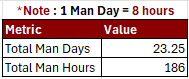 *Note : 1 Man Day = 8 hours
Metric Value
Total Man Days 23.25
Total Man Hours 186